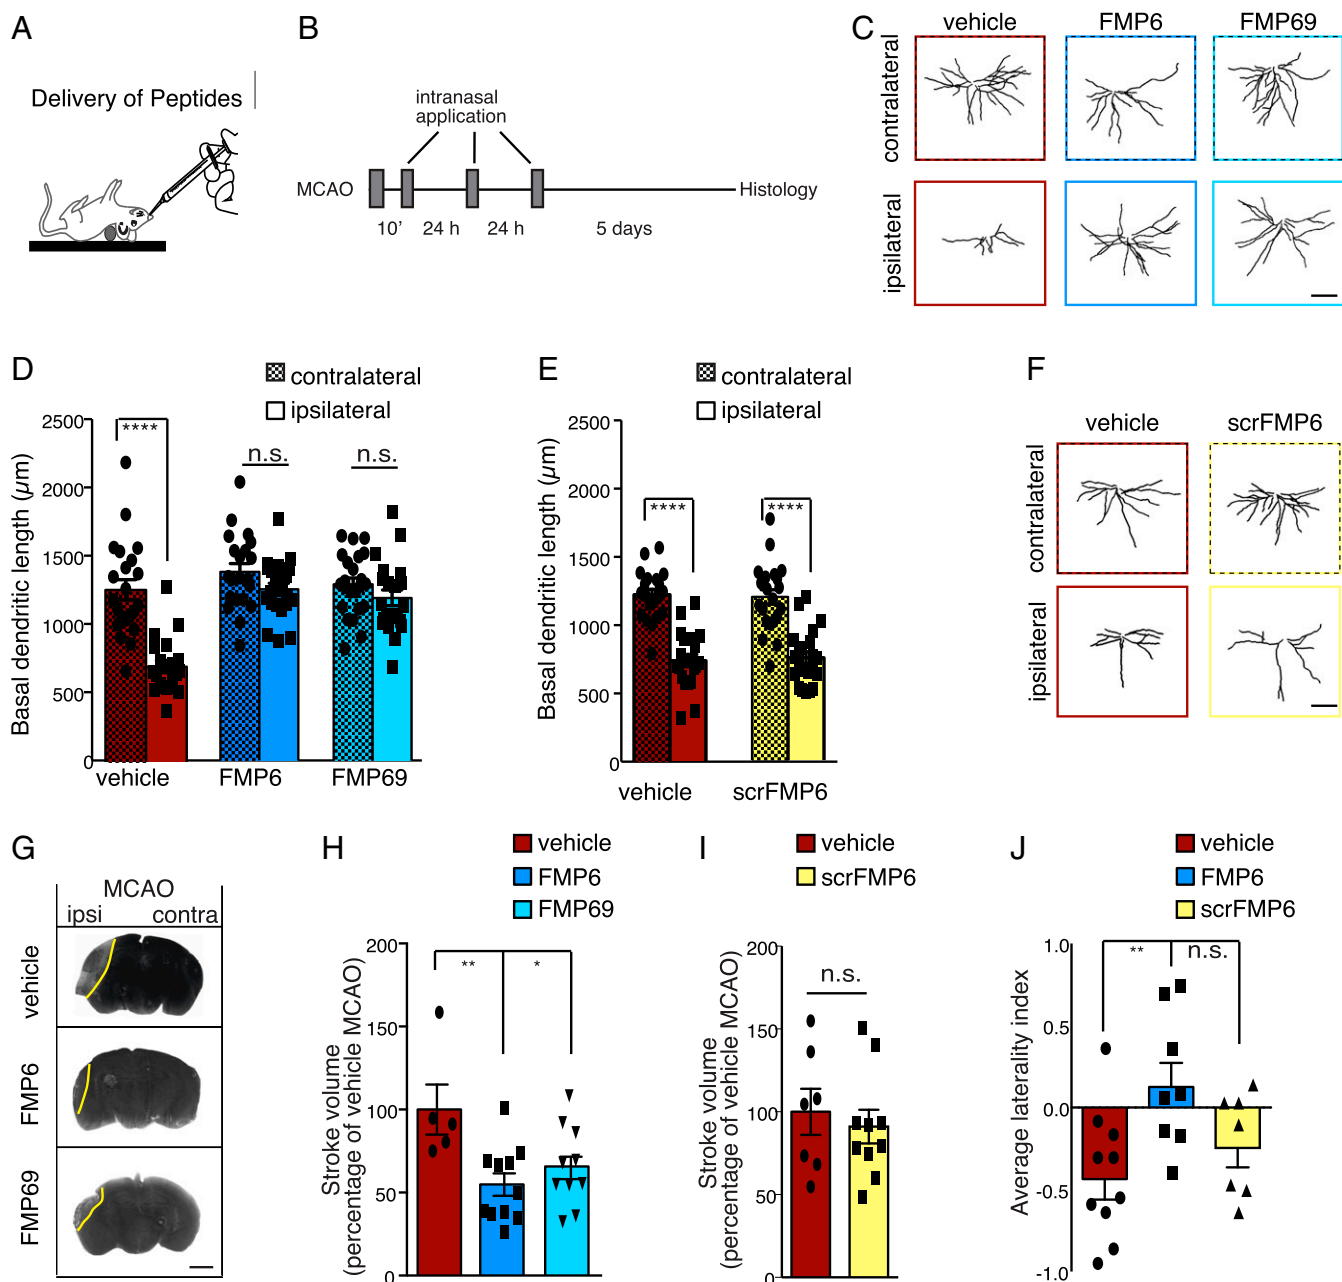 A
Delivery of Peptides
B
intranasal
application
MCAO
Histology
10’ 24 h 24 h 5 days
C
vehicle FMP6 FMP69
contralateral
ipsilateral
D
contralateral
ipsilateral
Basal dendritic length (µm)
2500
2000
1500
1000
500
0
**** n.s. n.s.
vehicle FMP6 FMP69
E
contralateral
ipsilateral
Basal dendritic length (µm)
2500
2000
1500
1000
500
0
**** ****
vehicle scrFMP6
F
vehicle scrFMP6
contralateral
ipsilateral
G
MCAO
ipsi contra
vehicle
FMP6
FMP69
H
vehicle
FMP6
FMP69
Stroke volume
(percentage of vehicle MCAO)
200
150
100
50
0
** *
I
vehicle
scrFMP6
Stroke volume
(percentage of vehicle MCAO)
200
150
100
50
0
n.s.
J
vehicle
FMP6
scrFMP6
Average laterality index
1.0
0.5
0.0
-0.5
-1.0
** n.s.